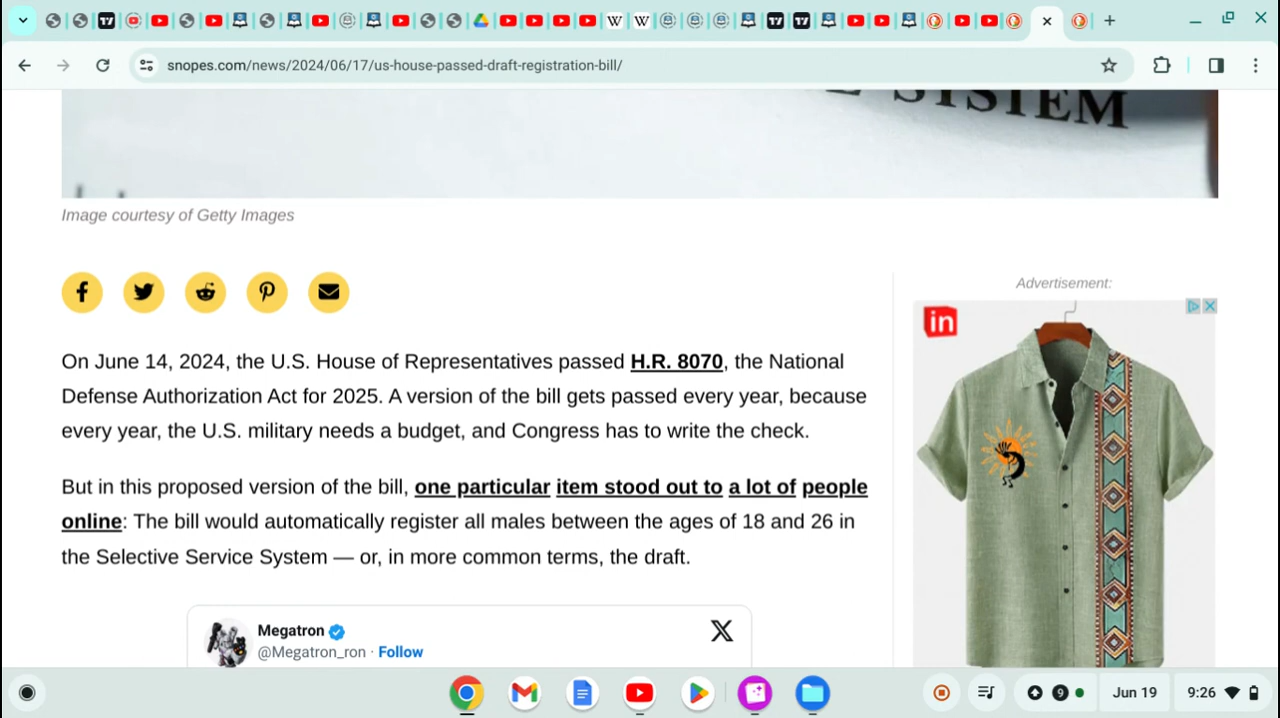 snopes.com/news/2024/06/17/us-house-passed-draft-registration-bill/
SYSTEM
Image courtesy of Getty Images
Advertisement:
in
On June 14, 2024, the U.S. House of Representatives passed H.R. 8070, the National
Defense Authorization Act for 2025. A version of the bill gets passed every year, because
every year, the U.S. military needs a budget, and Congress has to write the check.
But in this proposed version of the bill, one particular item stood out to a lot of people
online: The bill would automatically register all males between the ages of 18 and 26 in
the Selective Service System — or, in more common terms, the draft.
Megatron
@Megatron_ron · Follow
X
9
Jun 19
9:26